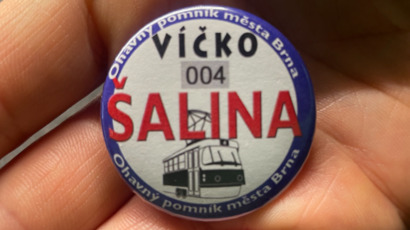 Ohavný pomník města Brna
VÍČKO
004
ŠALINA
Ohavný pomník města Brna